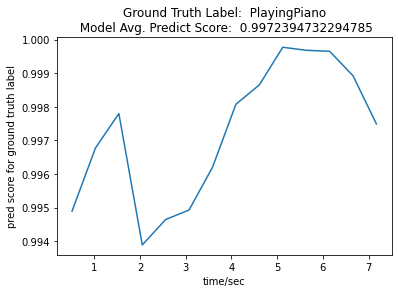 Ground Truth Label:  PlayingPiano
Model Avg. Predict Score:  0.9972394732294785
1.000
0.999
0.998
0.997
0.996
0.995
0.994
pred score for ground truth label
1 2 3 4 5 6 7
time/sec